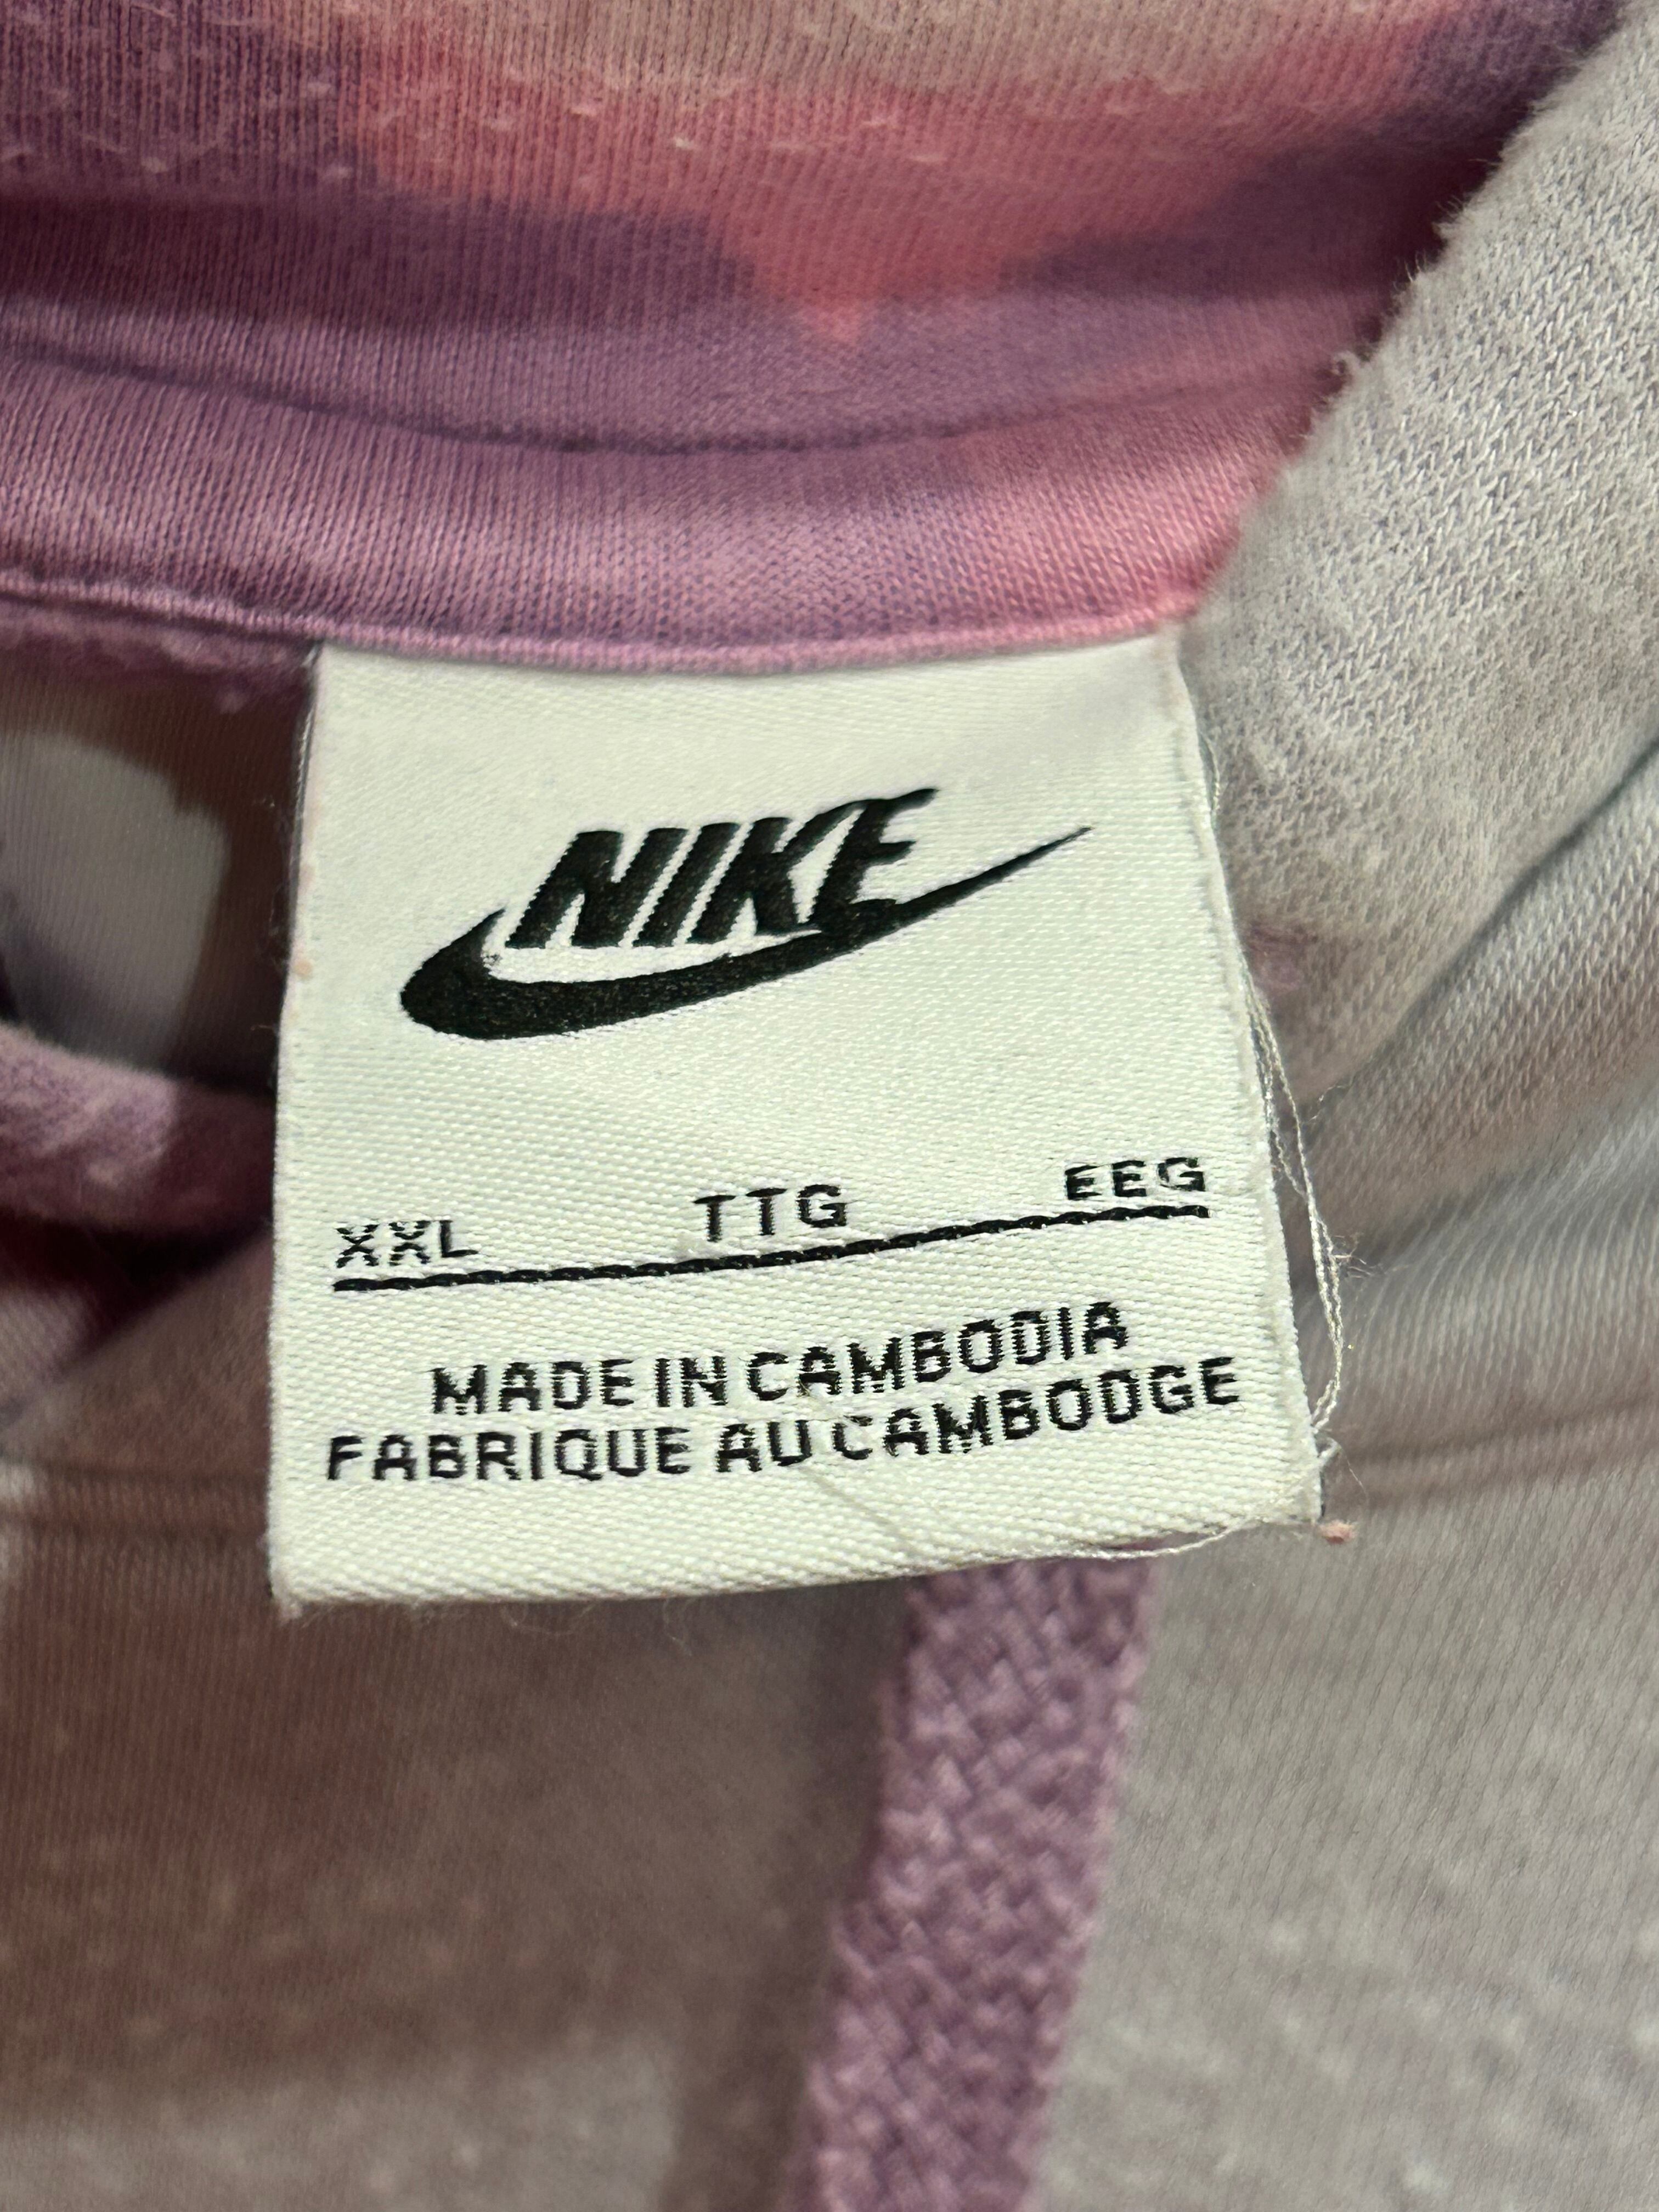 NIKE
XXL TTG EEG
MADE IN CAMBODIA
FABRIQUE AU CAMBODGE